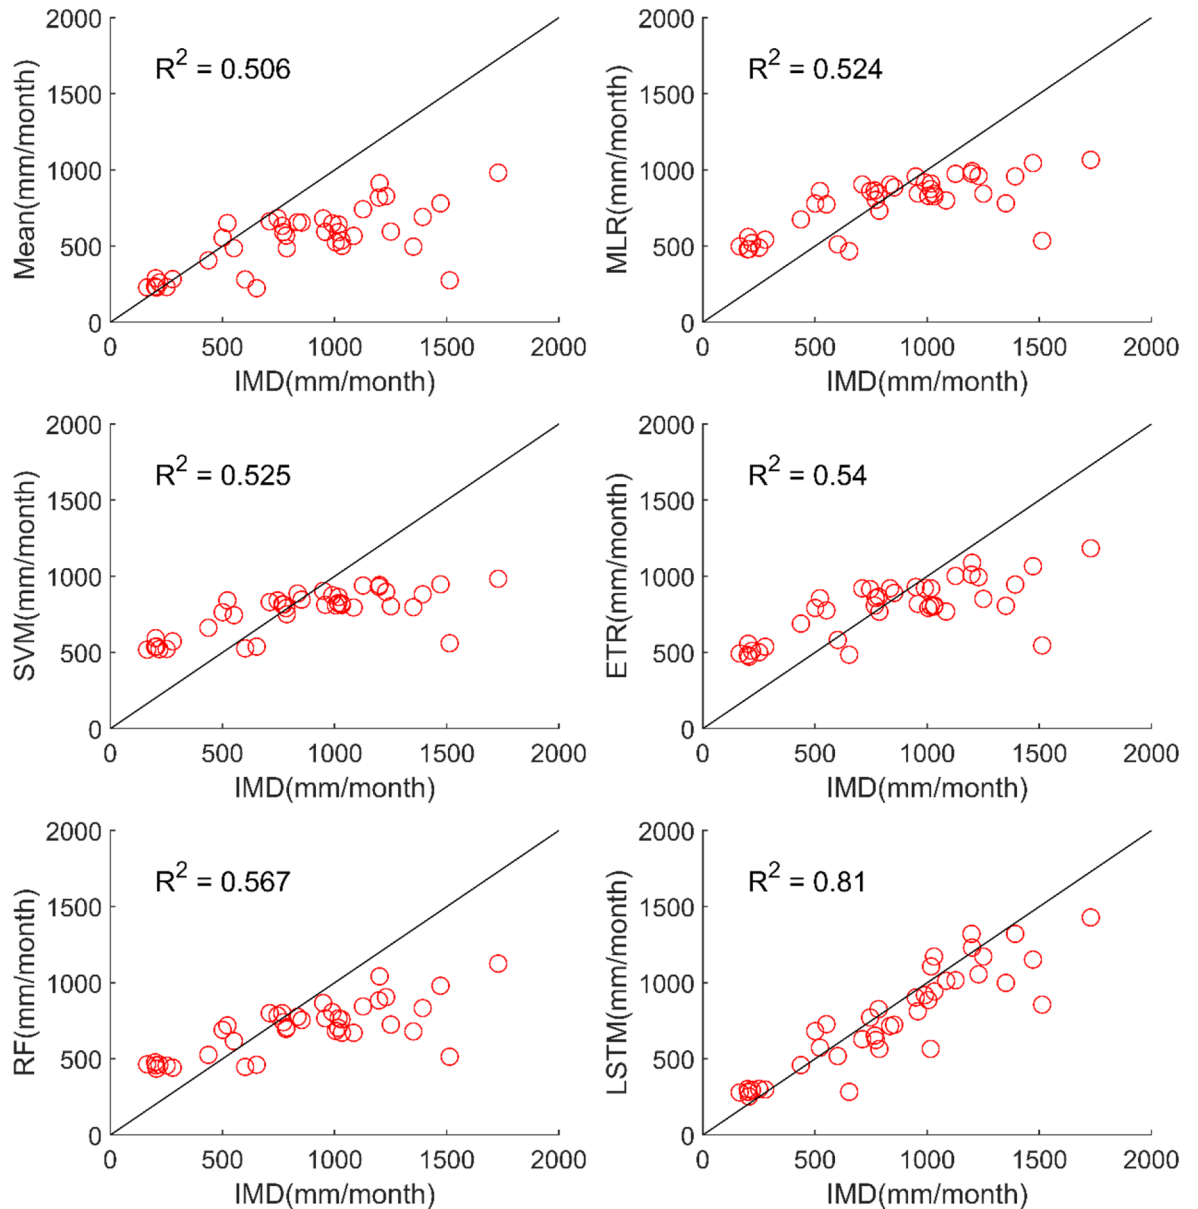 2000
1500
1000
500
0
Mean(mm/month)
R² = 0.506
0 500 1000 1500 2000
IMD(mm/month)
2000
1500
1000
500
0
MLR(mm/month)
R² = 0.524
0 500 1000 1500 2000
IMD(mm/month)
2000
1500
1000
500
0
SVM(mm/month)
R² = 0.525
0 500 1000 1500 2000
IMD(mm/month)
2000
1500
1000
500
0
ETR(mm/month)
R² = 0.54
0 500 1000 1500 2000
IMD(mm/month)
2000
1500
1000
500
0
RF(mm/month)
R² = 0.567
0 500 1000 1500 2000
IMD(mm/month)
2000
1500
1000
500
0
LSTM(mm/month)
R² = 0.81
0 500 1000 1500 2000
IMD(mm/month)